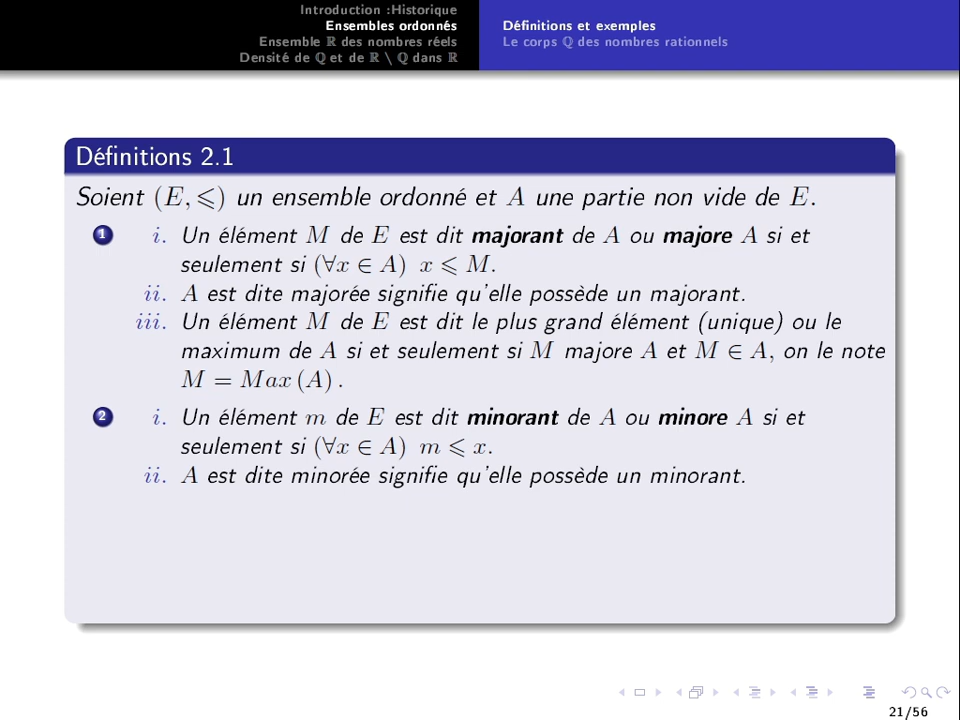 Introduction :Historique
Ensembles ordonnés
Ensemble ℝ des nombres réels
Densité de ℚ et de ℝ \ ℚ dans ℝ
Définitions et exemples
Le corps ℚ des nombres rationnels
Définitions 2.1
Soient (E, ⩽) un ensemble ordonné et A une partie non vide de E.
1 i. Un élément M de E est dit majorant de A ou majore A si et
seulement si (∀x ∈ A) x ⩽ M.
ii. A est dite majorée signifie qu'elle possède un majorant.
iii. Un élément M de E est dit le plus grand élément (unique) ou le
maximum de A si et seulement si M majore A et M ∈ A, on le note
M = Max (A) .
2 i. Un élément m de E est dit minorant de A ou minore A si et
seulement si (∀x ∈ A) m ⩽ x.
ii. A est dite minorée signifie qu'elle possède un minorant.
21/56